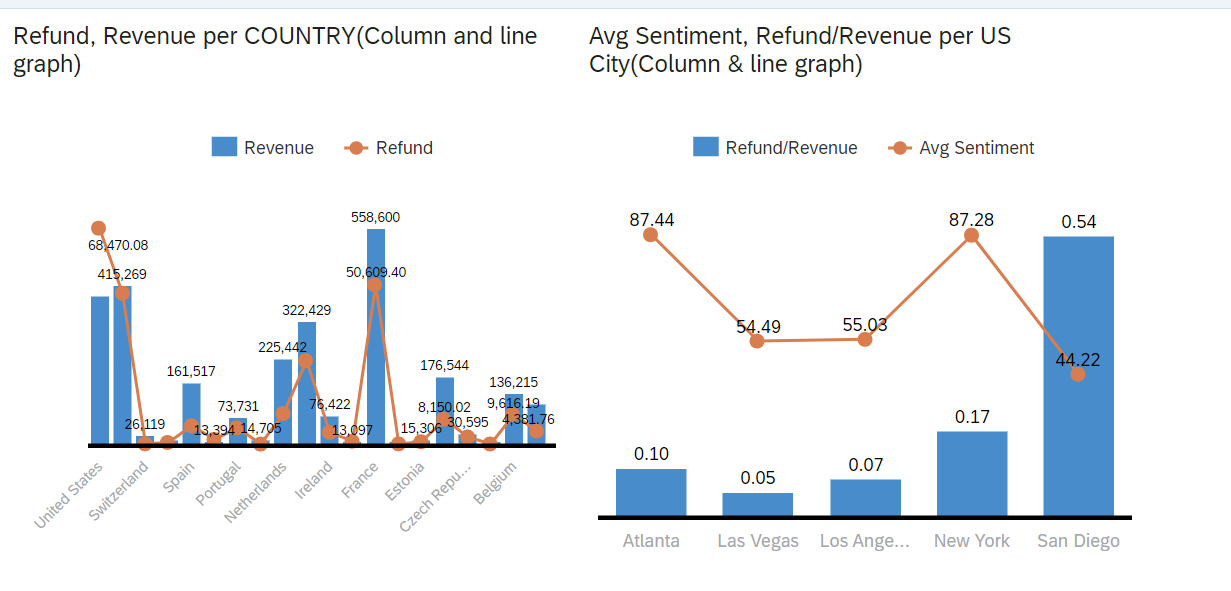 Refund, Revenue per COUNTRY(Column and line
graph)
Revenue
Refund
558,600
68,470.08
415,269
50,609.40
322,429
225,442
176,544
161,517
136,215
76,422
73,731
8,150.02
9,616.19
26,119
13,394
14,705
13,097
15,306
30,595
4,381.76
United States
Switzerland
Spain
Portugal
Netherlands
Ireland
France
Estonia
Czech Repu...
Belgium
Avg Sentiment, Refund/Revenue per US
City(Column & line graph)
Refund/Revenue
Avg Sentiment
87.44
54.49
55.03
87.28
0.54
44.22
0.10
0.05
0.07
0.17
Atlanta
Las Vegas
Los Ange...
New York
San Diego